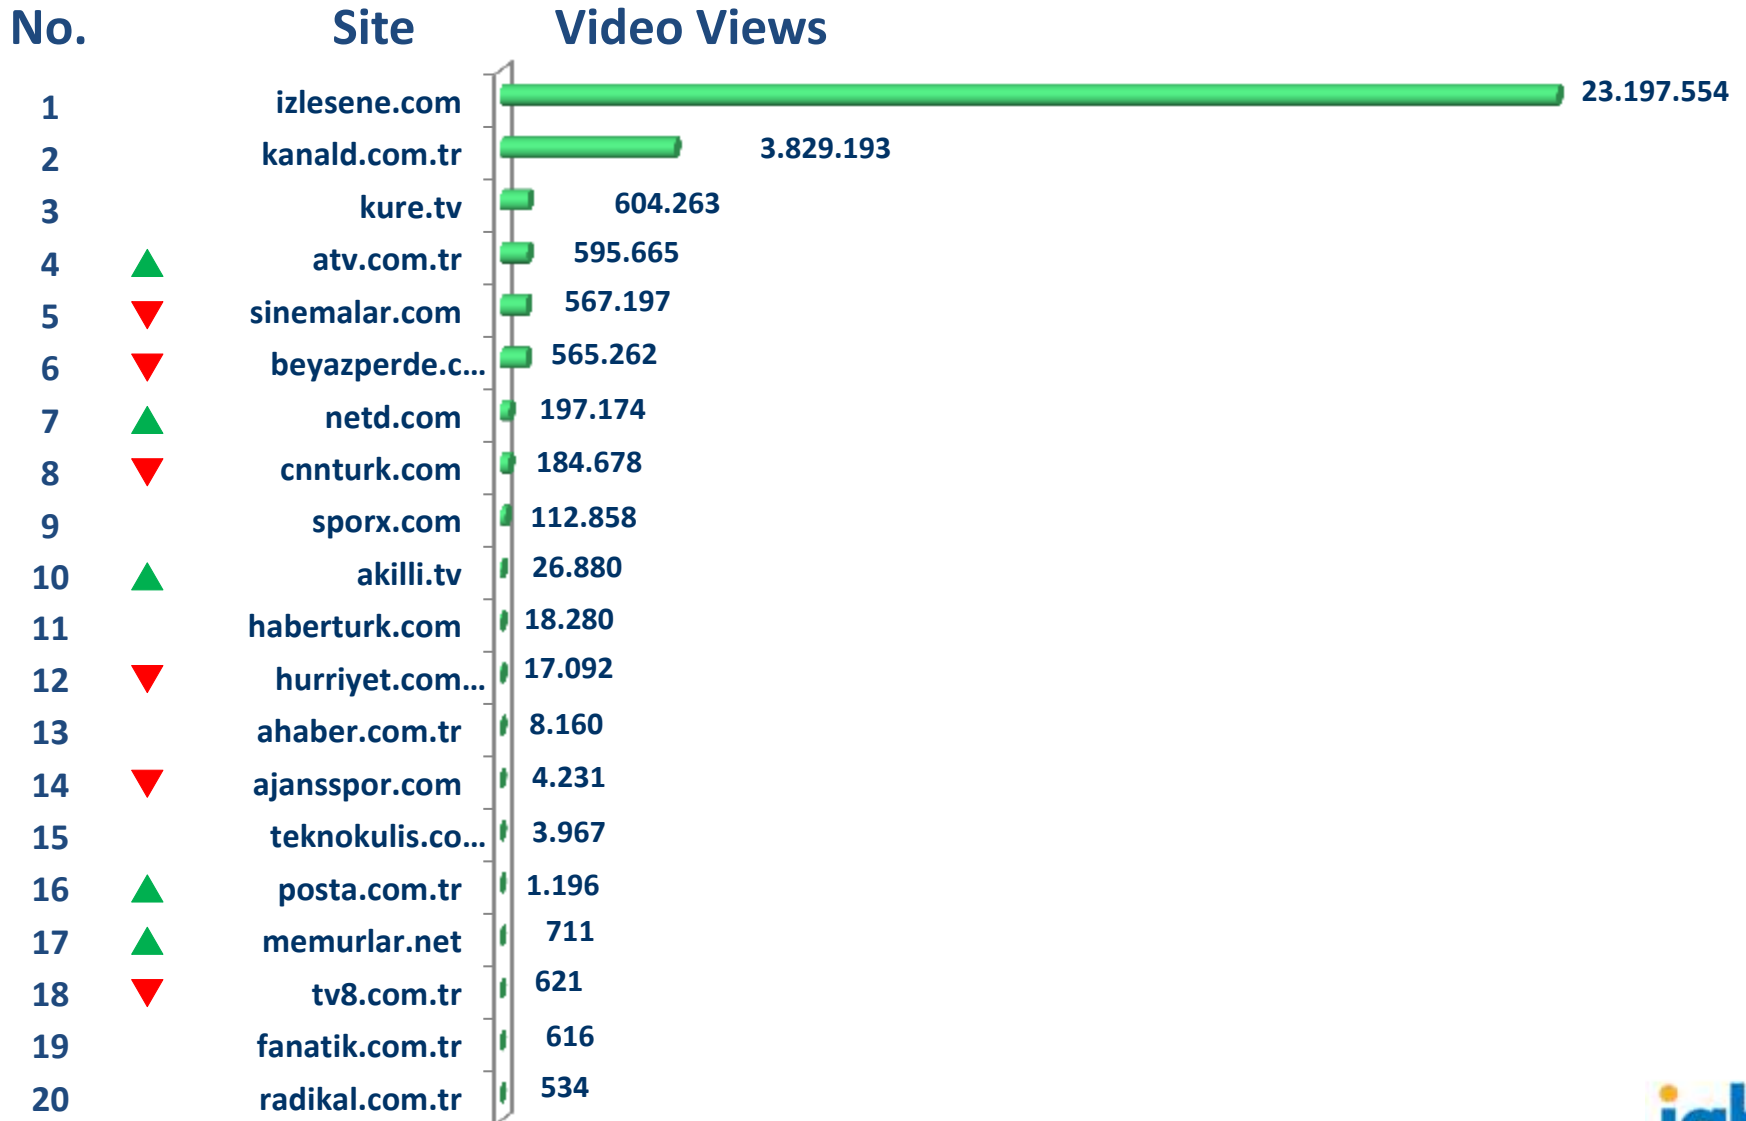 No. Site Video Views
1 izlesene.com 23.197.554
2 kanald.com.tr 3.829.193
3 kure.tv 604.263
4 atv.com.tr 595.665
5 sinemalar.com 567.197
6 beyazperde.c... 565.262
7 netd.com 197.174
8 cnnturk.com 184.678
9 sporx.com 112.858
10 akilli.tv 26.880
11 haberturk.com 18.280
12 hurriyet.com... 17.092
13 ahaber.com.tr 8.160
14 ajansspor.com 4.231
15 teknokulis.co... 3.967
16 posta.com.tr 1.196
17 memurlar.net 711
18 tv8.com.tr 621
19 fanatik.com.tr 616
20 radikal.com.tr 534